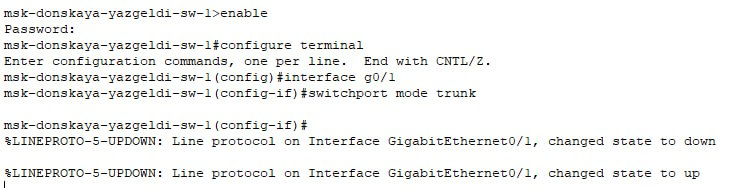 msk-donskaya-yazgeldi-sw-1>enable
Password:
msk-donskaya-yazgeldi-sw-1#configure terminal
Enter configuration commands, one per line.  End with CNTL/Z.
msk-donskaya-yazgeldi-sw-1(config)#interface g0/1
msk-donskaya-yazgeldi-sw-1(config-if)#switchport mode trunk

msk-donskaya-yazgeldi-sw-1(config-if)#
%LINEPROTO-5-UPDOWN: Line protocol on Interface GigabitEthernet0/1, changed state to down

%LINEPROTO-5-UPDOWN: Line protocol on Interface GigabitEthernet0/1, changed state to up